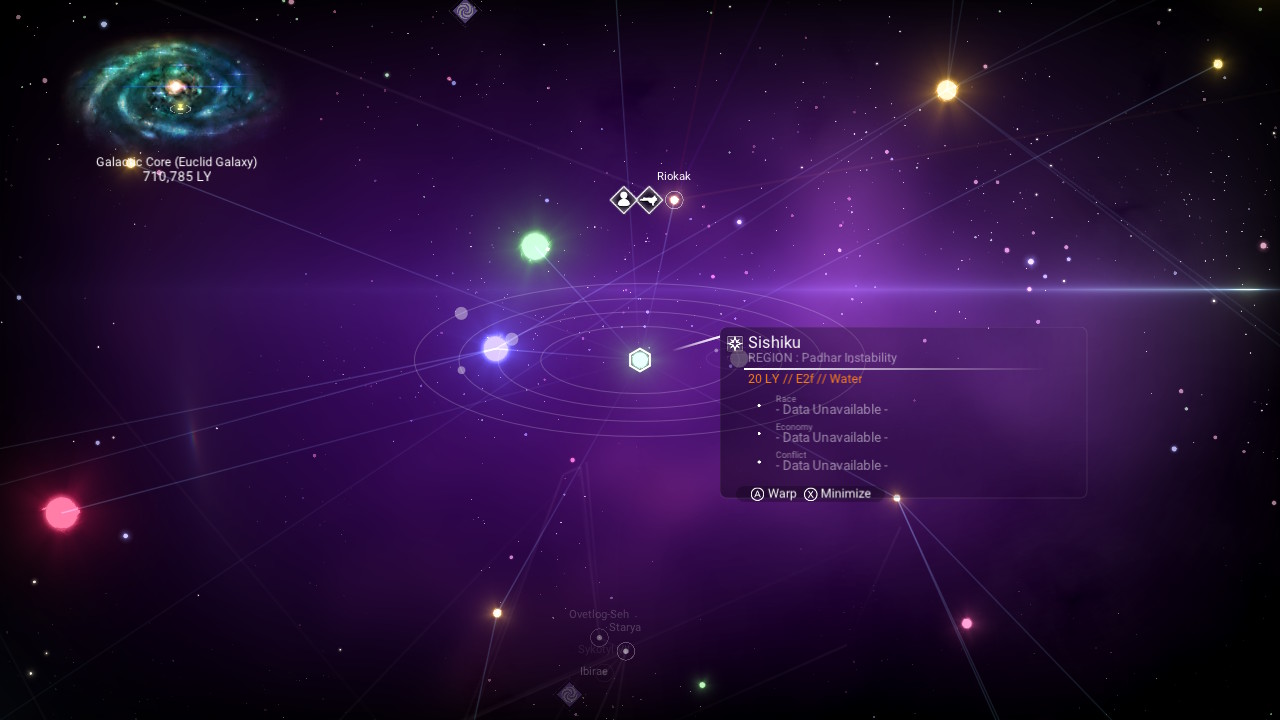 Galactic Core (Euclid Galaxy)
710,785 LY
Riokak
Sishiku
REGION : Padhar Instability
20 LY // E2f // Water
Race
- Data Unavailable -
Economy
- Data Unavailable -
Conflict
- Data Unavailable -
A Warp X Minimize
Ovetlog-Seh
Starya
Ibirae